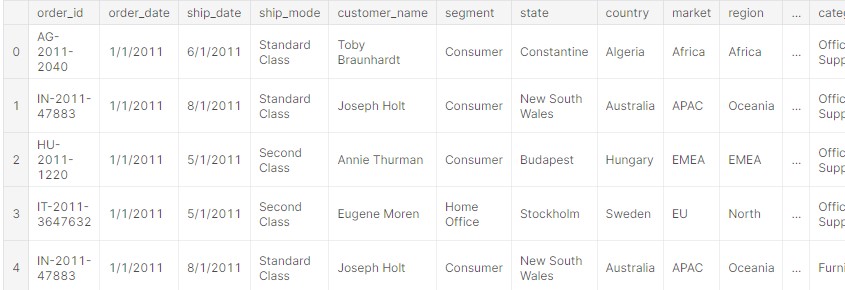 order_id order_date ship_date ship_mode customer_name segment state country market region ... categ
0 AG-2011-2040 1/1/2011 6/1/2011 Standard Class Toby Braunhardt Consumer Constantine Algeria Africa Africa ... Offic Supp
1 IN-2011-47883 1/1/2011 8/1/2011 Standard Class Joseph Holt Consumer New South Wales Australia APAC Oceania ... Offic Supp
2 HU-2011-1220 1/1/2011 5/1/2011 Second Class Annie Thurman Consumer Budapest Hungary EMEA EMEA ... Offic Supp
3 IT-2011-3647632 1/1/2011 5/1/2011 Second Class Eugene Moren Home Office Stockholm Sweden EU North ... Offic Supp
4 IN-2011-47883 1/1/2011 8/1/2011 Standard Class Joseph Holt Consumer New South Wales Australia APAC Oceania ... Furni